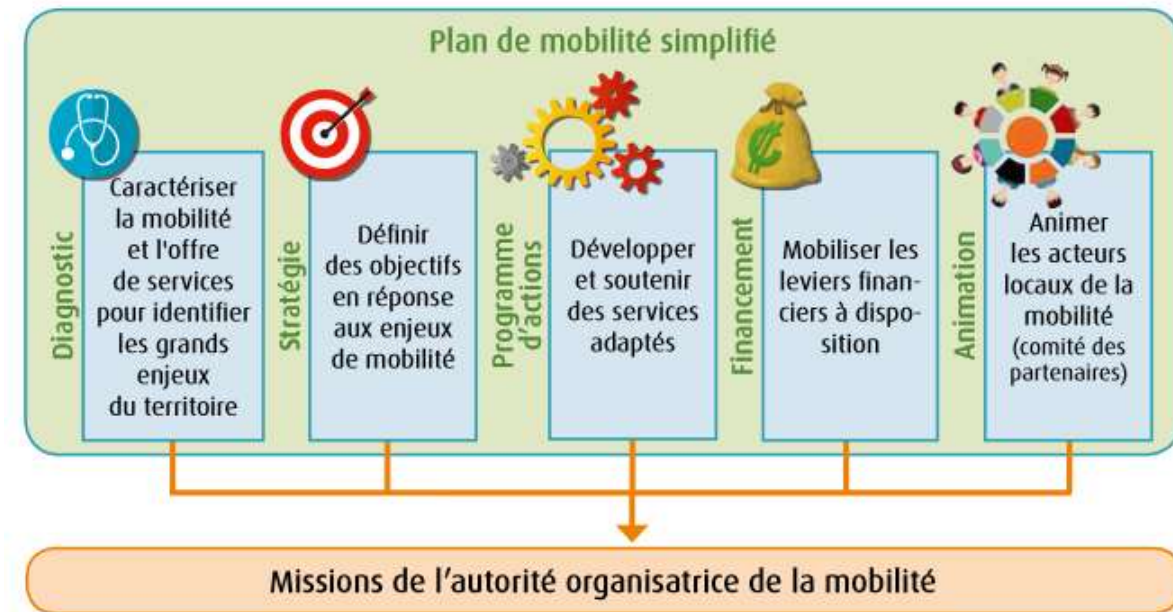 Plan de mobilité simplifié
Diagnostic
Caractériser
la mobilité
et l'offre
de services
pour identifier
les grands
enjeux
du territoire
Stratégie
Définir
des objectifs
en réponse
aux enjeux
de mobilité
Programme
d'actions
Développer
et soutenir
des services
adaptés
Financement
Mobiliser les
leviers finan-
ciers à dispo-
sition
Animation
Animer
les acteurs
locaux de la
mobilité
(comité des
partenaires)
Missions de l'autorité organisatrice de la mobilité